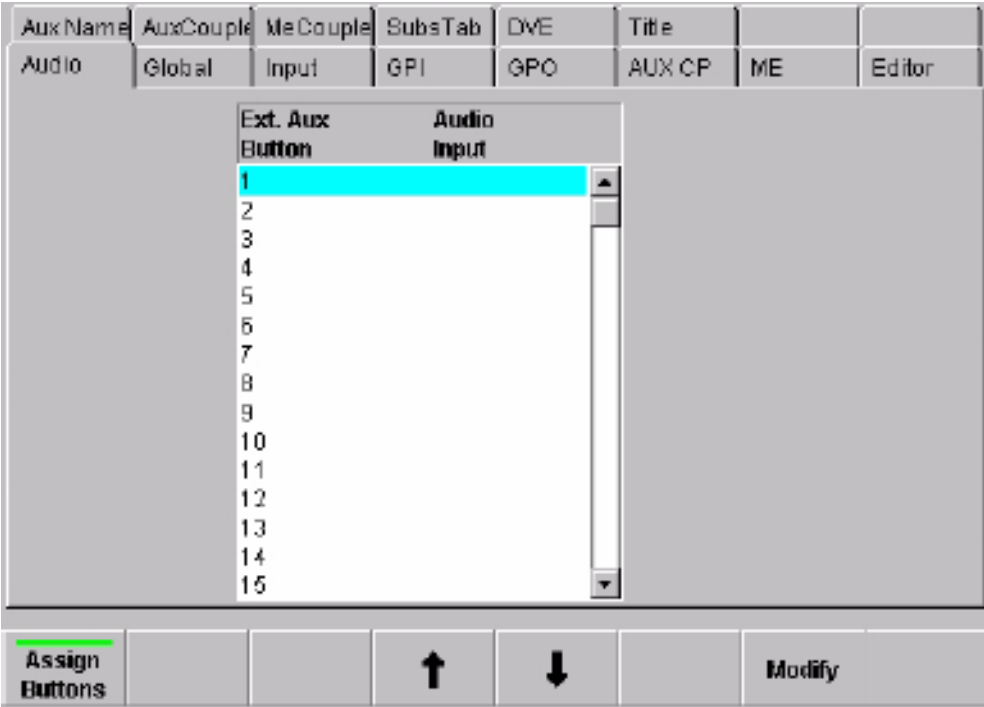 Aux Name AuxCouple MeCouple SubsTab DVE Title
Audio Global Input GPI GPO AUX CP ME Editor
Ext. Aux Audio
Button Input
1
2
3
4
5
6
7
8
9
10
11
12
13
14
15
Assign
Buttons
Modify